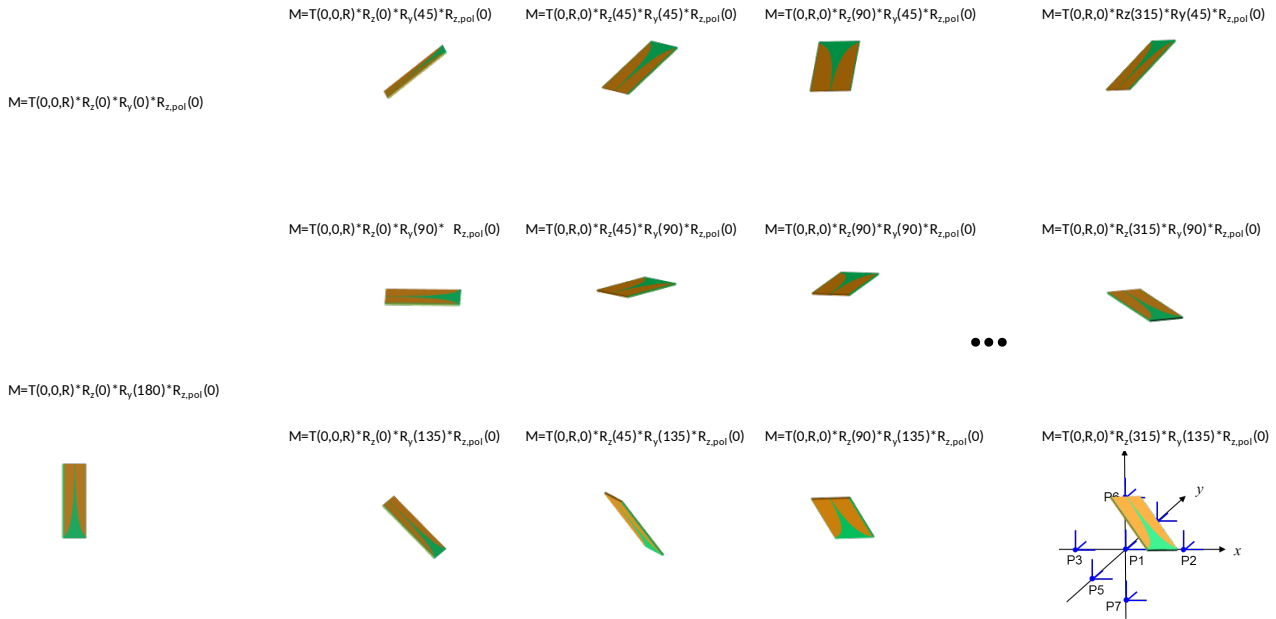 M=T(0,0,R)*Rz(0)*Ry(45)*Rz,pol(0)
M=T(0,R,0)*Rz(45)*Ry(45)*Rz,pol(0)
M=T(0,R,0)*Rz(90)*Ry(45)*Rz,pol(0)
M=T(0,R,0)*Rz(315)*Ry(45)*Rz,pol(0)
M=T(0,0,R)*Rz(0)*Ry(0)*Rz,pol(0)
M=T(0,0,R)*Rz(0)*Ry(90)* Rz,pol(0)
M=T(0,R,0)*Rz(45)*Ry(90)*Rz,pol(0)
M=T(0,R,0)*Rz(90)*Ry(90)*Rz,pol(0)
M=T(0,R,0)*Rz(315)*Ry(90)*Rz,pol(0)
•••
M=T(0,0,R)*Rz(0)*Ry(180)*Rz,pol(0)
M=T(0,0,R)*Rz(0)*Ry(135)*Rz,pol(0)
M=T(0,R,0)*Rz(45)*Ry(135)*Rz,pol(0)
M=T(0,R,0)*Rz(90)*Ry(135)*Rz,pol(0)
M=T(0,R,0)*Rz(315)*Ry(135)*Rz,pol(0)
P6
y
x
P3
P1
P2
P5
P7